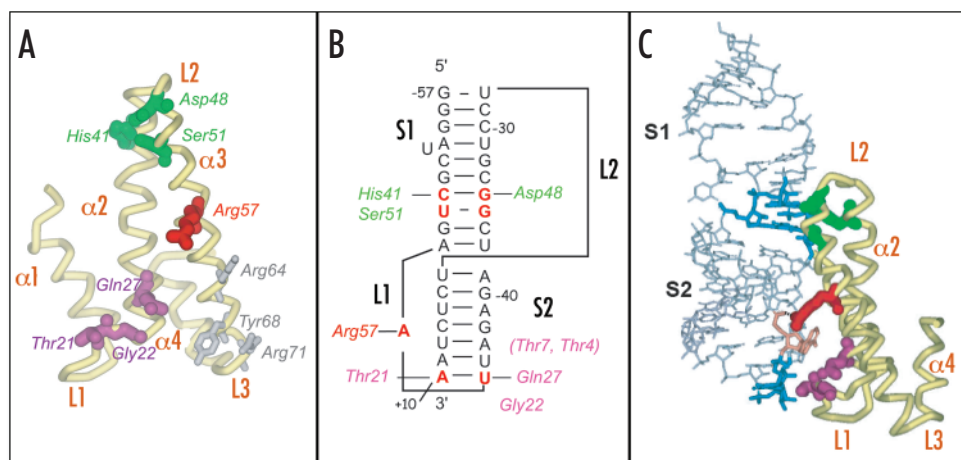 A
L2
Asp48
His41
Ser51
α3
α2
Arg57
α1
Arg64
Gln27
Tyr68
Thr21
α4
Gly22
Arg71
L1
L3
B
5'
-57 G U
G C
G C -30
S1
A U
U
C G
L2
G C
His41 C G Asp48
Ser51 U G
G C
A U
U A
C G -40
L1 U A S2
C G
Arg57 A
U A
A U (Thr7, Thr4)
Thr21 A U Gln27
Gly22
+10 3'
C
S1
L2
α2
S2
α4
L1
L3